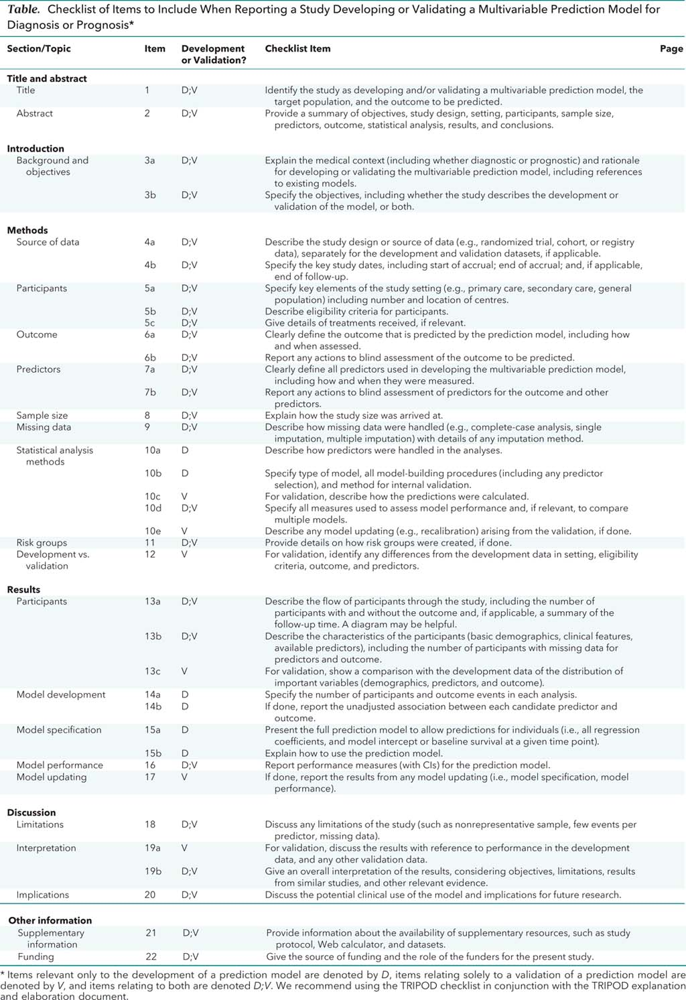 Table. Checklist of Items to Include When Reporting a Study Developing or Validating a Multivariable Prediction Model for
Diagnosis or Prognosis*
Section/Topic Item Development Checklist Item Page
or Validation?
Title and abstract
Title 1 D;V Identify the study as developing and/or validating a multivariable prediction model, the
target population, and the outcome to be predicted.
Abstract 2 D;V Provide a summary of objectives, study design, setting, participants, sample size,
predictors, outcome, statistical analysis, results, and conclusions.
Introduction
Background and 3a D;V Explain the medical context (including whether diagnostic or prognostic) and rationale
objectives for developing or validating the multivariable prediction model, including references
to existing models.
3b D;V Specify the objectives, including whether the study describes the development or
validation of the model, or both.
Methods
Source of data 4a D;V Describe the study design or source of data (e.g., randomized trial, cohort, or registry
data), separately for the development and validation datasets, if applicable.
4b D;V Specify the key study dates, including start of accrual; end of accrual; and, if applicable,
end of follow-up.
Participants 5a D;V Specify key elements of the study setting (e.g., primary care, secondary care, general
population) including number and location of centres.
5b D;V Describe eligibility criteria for participants.
5c D;V Give details of treatments received, if relevant.
Outcome 6a D;V Clearly define the outcome that is predicted by the prediction model, including how
and when assessed.
6b D;V Report any actions to blind assessment of the outcome to be predicted.
Predictors 7a D;V Clearly define all predictors used in developing the multivariable prediction model,
including how and when they were measured.
7b D;V Report any actions to blind assessment of predictors for the outcome and other
predictors.
Sample size 8 D;V Explain how the study size was arrived at.
Missing data 9 D;V Describe how missing data were handled (e.g., complete-case analysis, single
imputation, multiple imputation) with details of any imputation method.
Statistical analysis 10a D Describe how predictors were handled in the analyses.
methods
10b D Specify type of model, all model-building procedures (including any predictor
selection), and method for internal validation.
10c V For validation, describe how the predictions were calculated.
10d D;V Specify all measures used to assess model performance and, if relevant, to compare
multiple models.
10e V Describe any model updating (e.g., recalibration) arising from the validation, if done.
Risk groups 11 D;V Provide details on how risk groups were created, if done.
Development vs. 12 V For validation, identify any differences from the development data in setting, eligibility
validation criteria, outcome, and predictors.
Results
Participants 13a D;V Describe the flow of participants through the study, including the number of
participants with and without the outcome and, if applicable, a summary of the
follow-up time. A diagram may be helpful.
13b D;V Describe the characteristics of the participants (basic demographics, clinical features,
available predictors), including the number of participants with missing data for
predictors and outcome.
13c V For validation, show a comparison with the development data of the distribution of
important variables (demographics, predictors, and outcome).
Model development 14a D Specify the number of participants and outcome events in each analysis.
14b D If done, report the unadjusted association between each candidate predictor and
outcome.
Model specification 15a D Present the full prediction model to allow predictions for individuals (i.e., all regression
coefficients, and model intercept or baseline survival at a given time point).
15b D Explain how to use the prediction model.
Model performance 16 D;V Report performance measures (with CIs) for the prediction model.
Model updating 17 V If done, report the results from any model updating (i.e., model specification, model
performance).
Discussion
Limitations 18 D;V Discuss any limitations of the study (such as nonrepresentative sample, few events per
predictor, missing data).
Interpretation 19a V For validation, discuss the results with reference to performance in the development
data, and any other validation data.
19b D;V Give an overall interpretation of the results, considering objectives, limitations, results
from similar studies, and other relevant evidence.
Implications 20 D;V Discuss the potential clinical use of the model and implications for future research.
Other information
Supplementary 21 D;V Provide information about the availability of supplementary resources, such as study
information protocol, Web calculator, and datasets.
Funding 22 D;V Give the source of funding and the role of the funders for the present study.
* Items relevant only to the development of a prediction model are denoted by D, items relating solely to a validation of a prediction model are
denoted by V, and items relating to both are denoted D;V. We recommend using the TRIPOD checklist in conjunction with the TRIPOD explanation
and elaboration document.